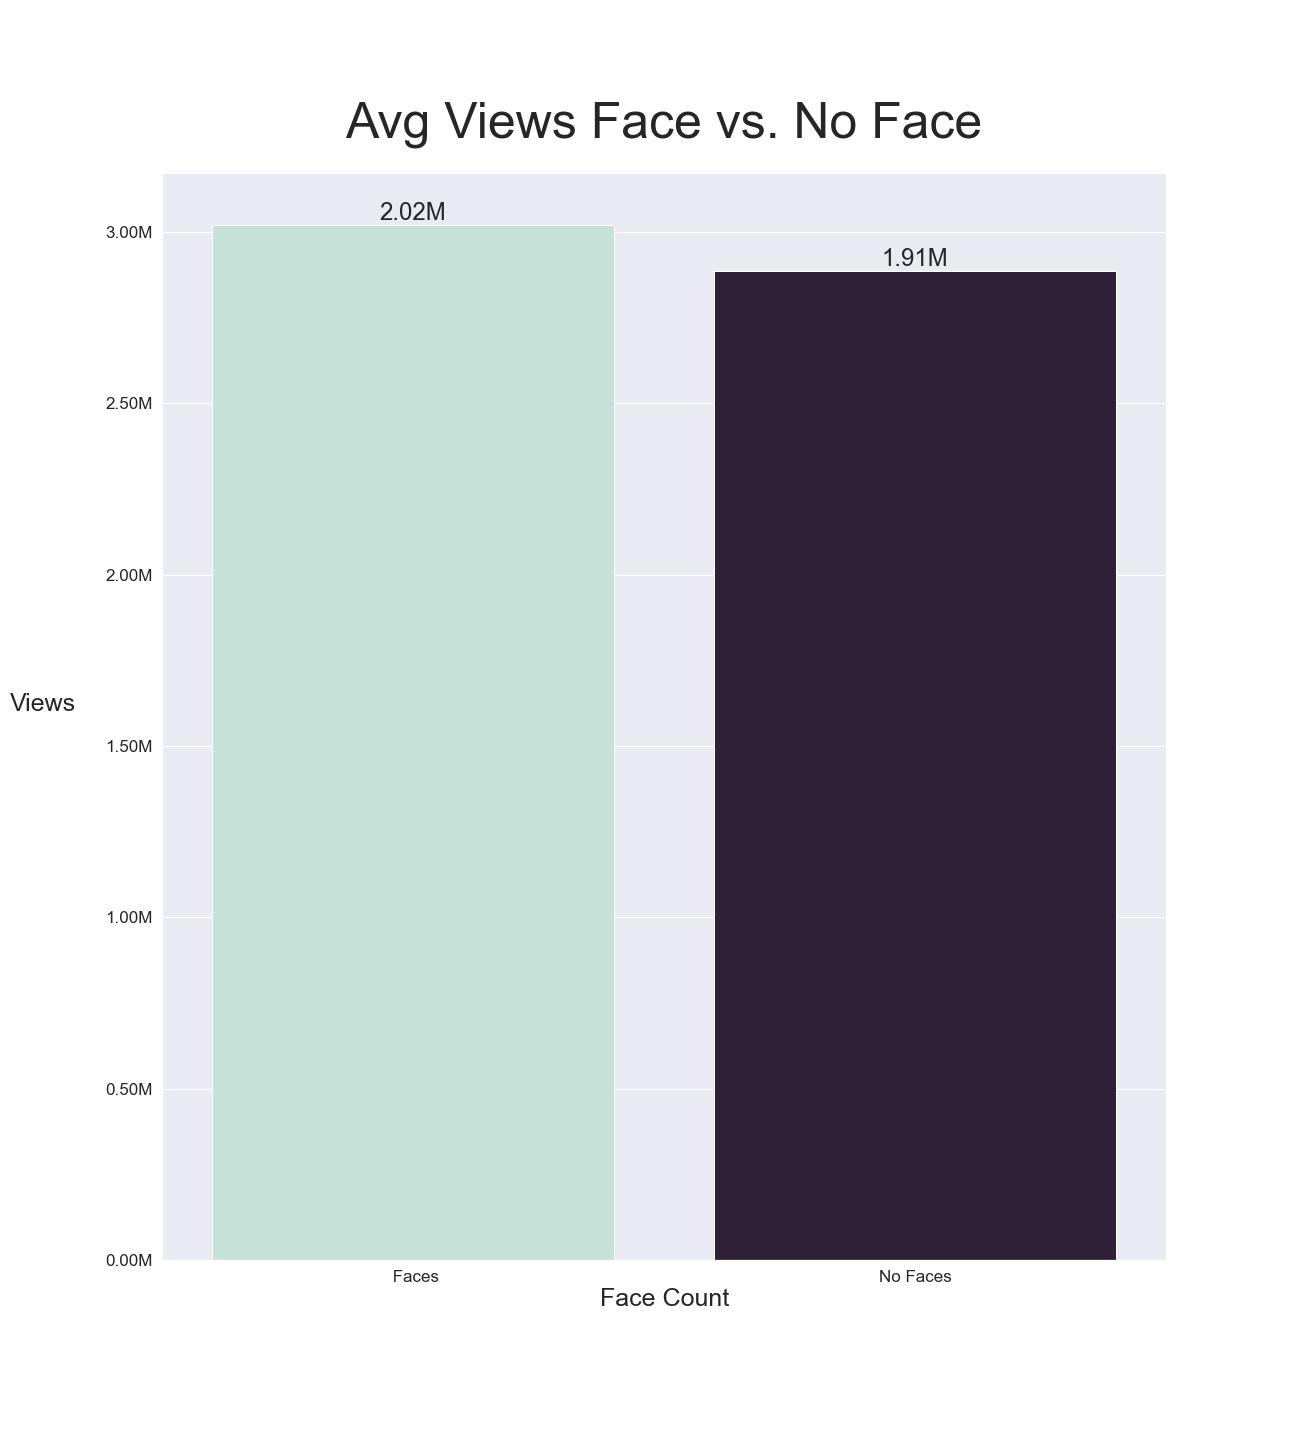 Avg Views Face vs. No Face
2.02M
1.91M
3.00M
2.50M
2.00M
1.50M
1.00M
0.50M
0.00M
Views
Faces
No Faces
Face Count